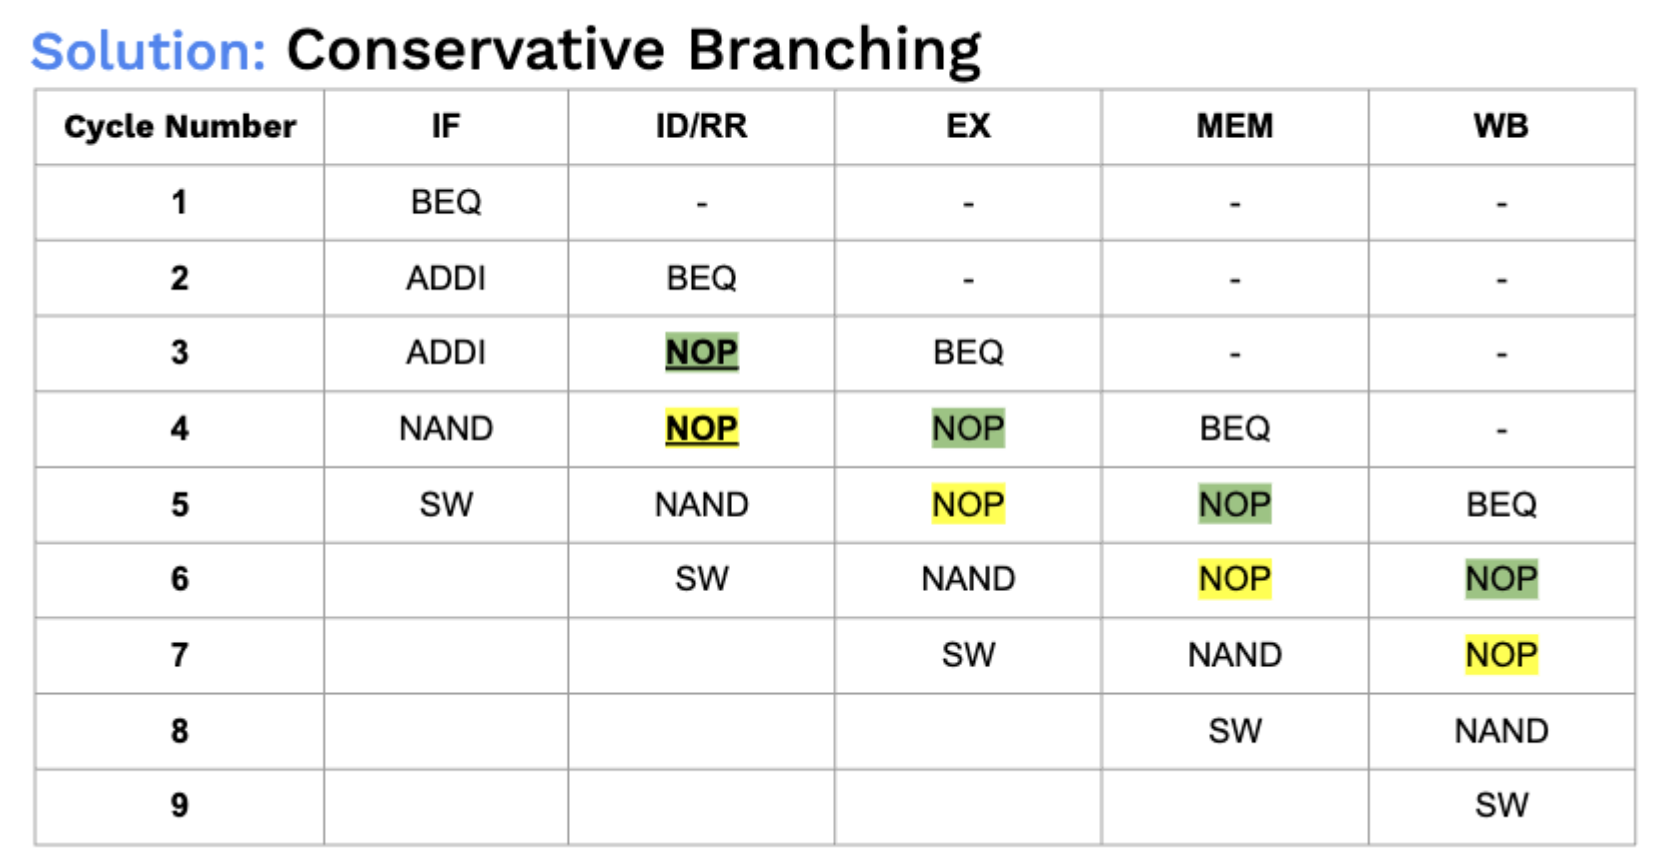 Solution: Conservative Branching
Cycle Number IF ID/RR EX MEM WB
1 BEQ - - - -
2 ADDI BEQ - - -
3 ADDI NOP BEQ - -
4 NAND NOP NOP BEQ -
5 SW NAND NOP NOP BEQ
6 SW NAND NOP NOP
7 SW NAND NOP
8 SW NAND
9 SW